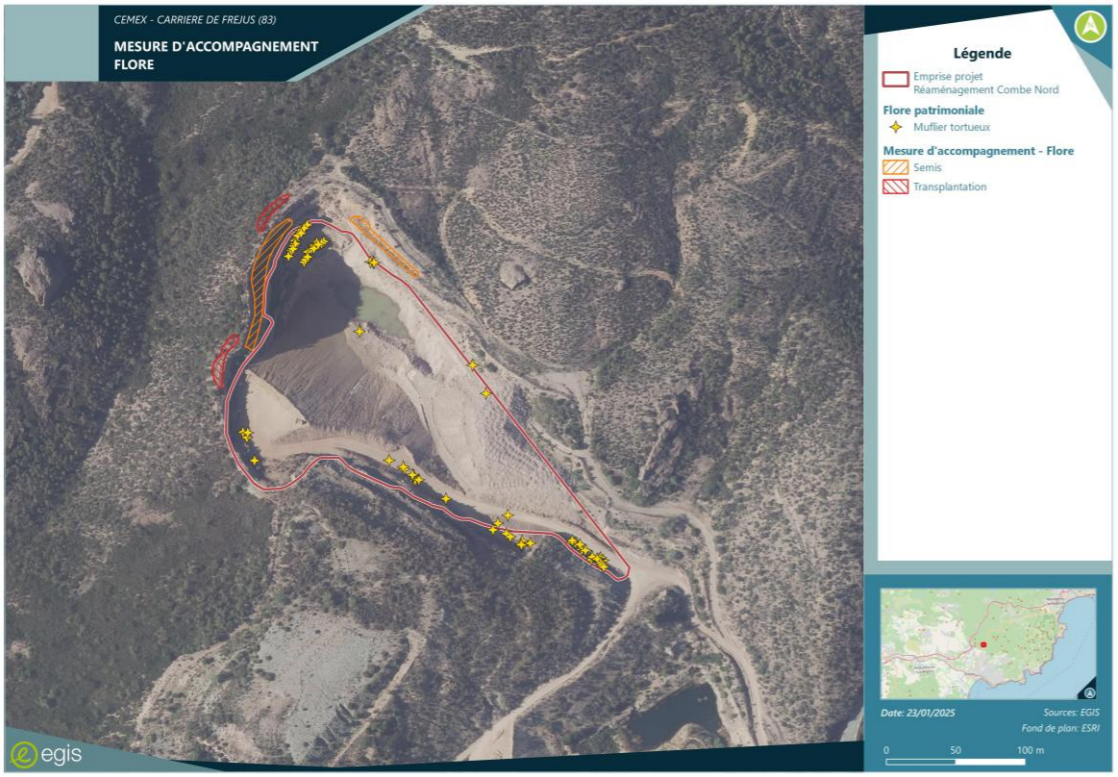 CEMEX - CARRIERE DE FREJUS (83)
MESURE D'ACCOMPAGNEMENT
FLORE
Légende
Emprise projet
Réaménagement Combe Nord
Flore patrimoniale
Muflier tortueux
Mesure d'accompagnement - Flore
Semis
Transplantation
Date: 23/01/2025
Sources: EGIS
Fond de plan: ESRI
0 50 100 m
egis